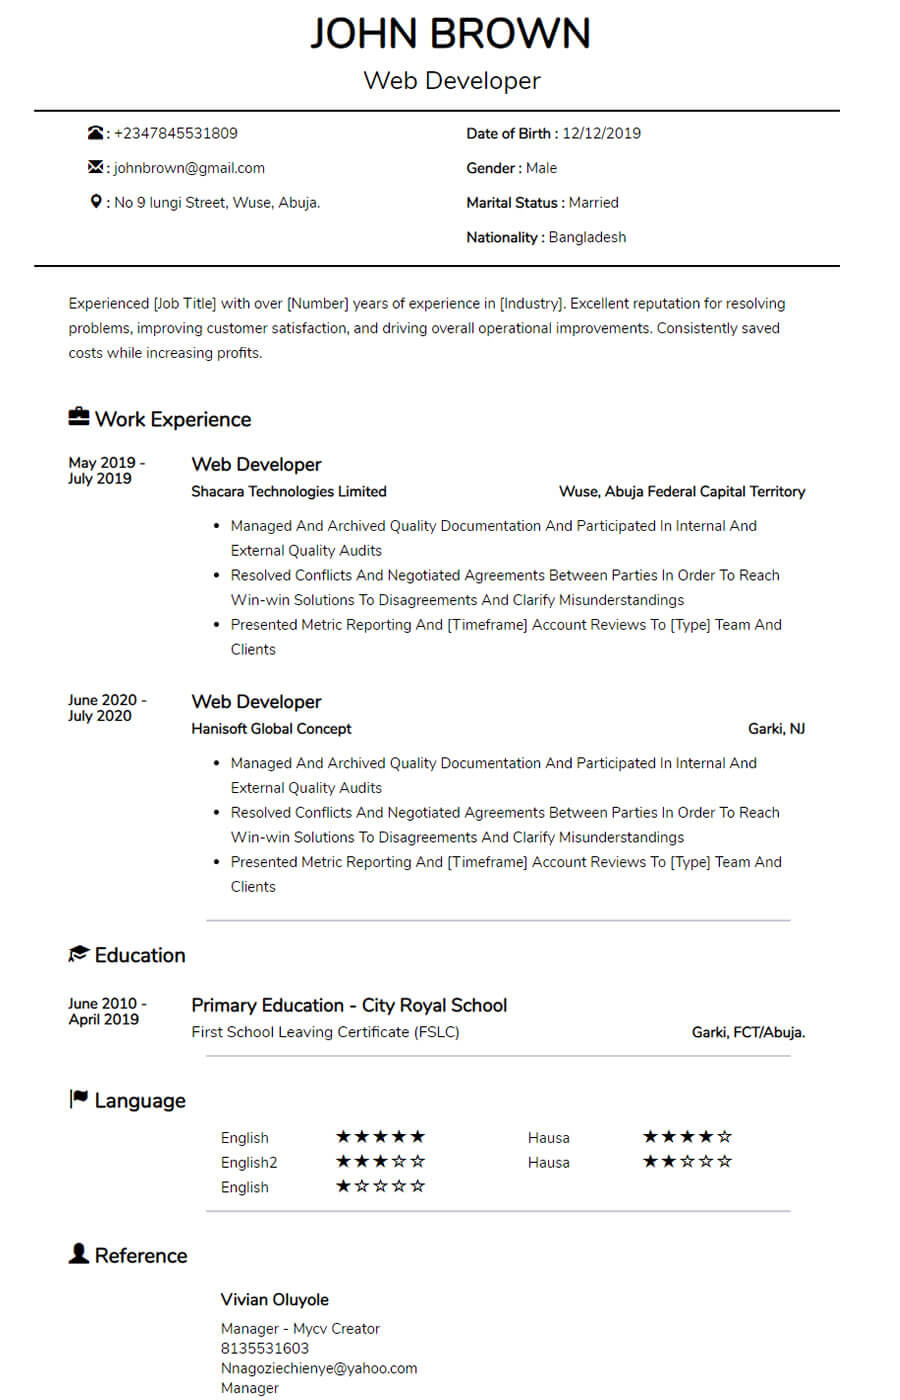 JOHN BROWN
Web Developer
: +2347845531809
: johnbrown@gmail.com
: No 9 lungi Street, Wuse, Abuja.
Date of Birth : 12/12/2019
Gender : Male
Marital Status : Married
Nationality : Bangladesh
Experienced [Job Title] with over [Number] years of experience in [Industry]. Excellent reputation for resolving
problems, improving customer satisfaction, and driving overall operational improvements. Consistently saved
costs while increasing profits.
Work Experience
May 2019 -
July 2019
Web Developer
Shacara Technologies Limited Wuse, Abuja Federal Capital Territory
• Managed And Archived Quality Documentation And Participated In Internal And
External Quality Audits
• Resolved Conflicts And Negotiated Agreements Between Parties In Order To Reach
Win-win Solutions To Disagreements And Clarify Misunderstandings
• Presented Metric Reporting And [Timeframe] Account Reviews To [Type] Team And
Clients
June 2020 -
July 2020
Web Developer
Hanisoft Global Concept Garki, NJ
• Managed And Archived Quality Documentation And Participated In Internal And
External Quality Audits
• Resolved Conflicts And Negotiated Agreements Between Parties In Order To Reach
Win-win Solutions To Disagreements And Clarify Misunderstandings
• Presented Metric Reporting And [Timeframe] Account Reviews To [Type] Team And
Clients
Education
June 2010 -
April 2019
Primary Education - City Royal School
First School Leaving Certificate (FSLC) Garki, FCT/Abuja.
Language
English ★★★★★ Hausa ★★★★☆
English2 ★★★☆☆ Hausa ★★☆☆☆
English ★☆☆☆☆
Reference
Vivian Oluyole
Manager - Mycv Creator
8135531603
Nnagoziechienye@yahoo.com
Manager